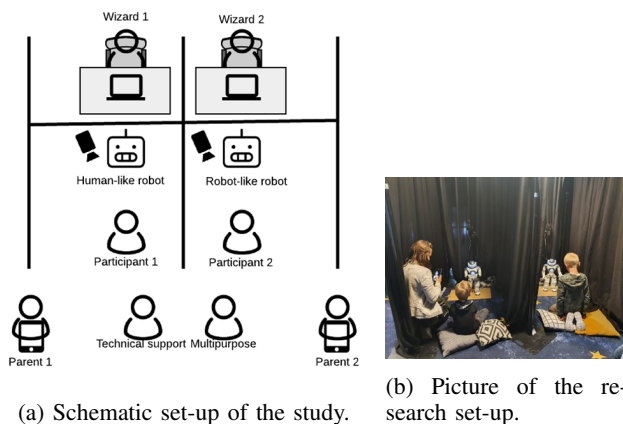 Wizard 1
Wizard 2
Human-like robot
Robot-like robot
Participant 1
Participant 2
Parent 1
Technical support
Multipurpose
Parent 2
(a) Schematic set-up of the study.
(b) Picture of the re-
search set-up.